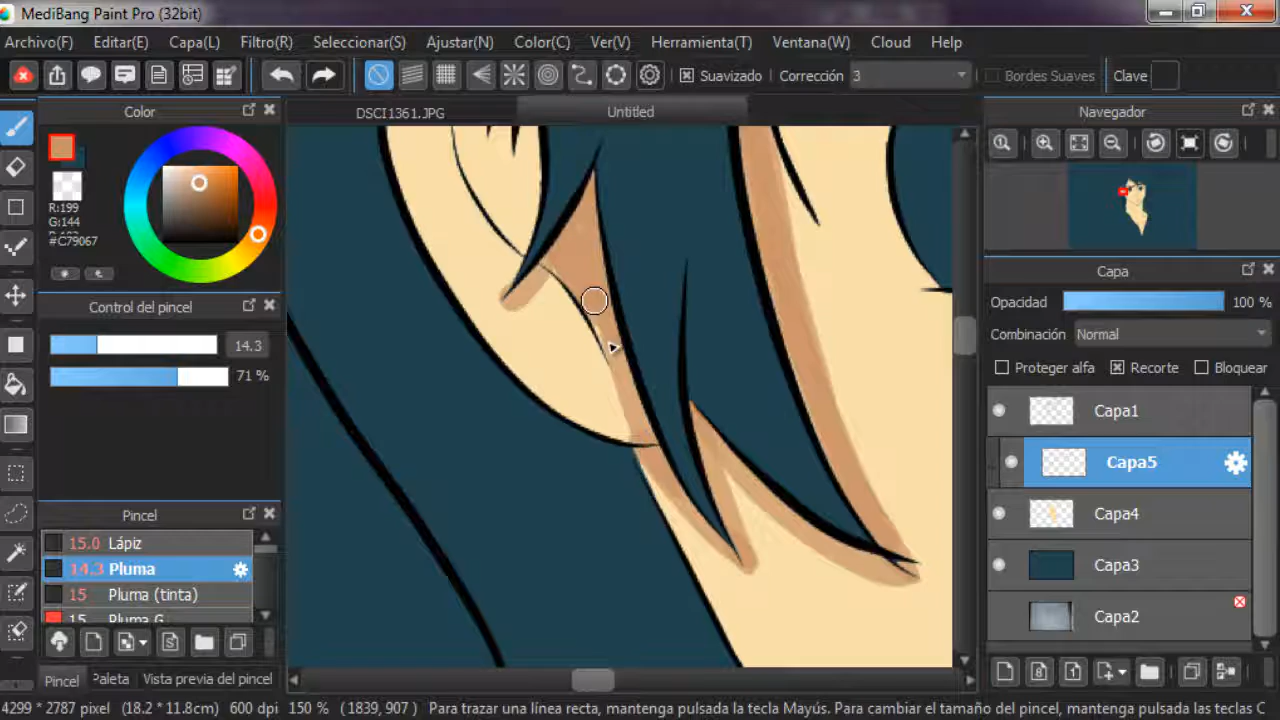 MediBang Paint Pro (32bit)
Archivo(F) Editar(E) Capa(L) Filtro(R) Seleccionar(S) Ajustar(N) Color(C) Ver(V) Herramienta(T) Ventana(W) Cloud Help
Suavizado Corrección 3 Bordes Suaves Clave
Color
DSCI1361.JPG Untitled
Navegador
R:199
G:144
#C79067
Control del pincel
14.3
71 %
Capa
Opacidad 100 %
Combinación Normal
Proteger alfa Recorte Bloquear
Capa1
Capa5
Capa4
Capa3
Capa2
Pincel
15.0 Lápiz
14.3 Pluma
15 Pluma (tinta)
15 Pluma G
Pincel Paleta Vista previa del pincel
4299 * 2787 pixel (18.2 * 11.8cm) 600 dpi 150 % (1839, 907) Para trazar una línea recta, mantenga pulsada la tecla Mayús. Para cambiar el tamaño del pincel, mantenga pulsadas las teclas C